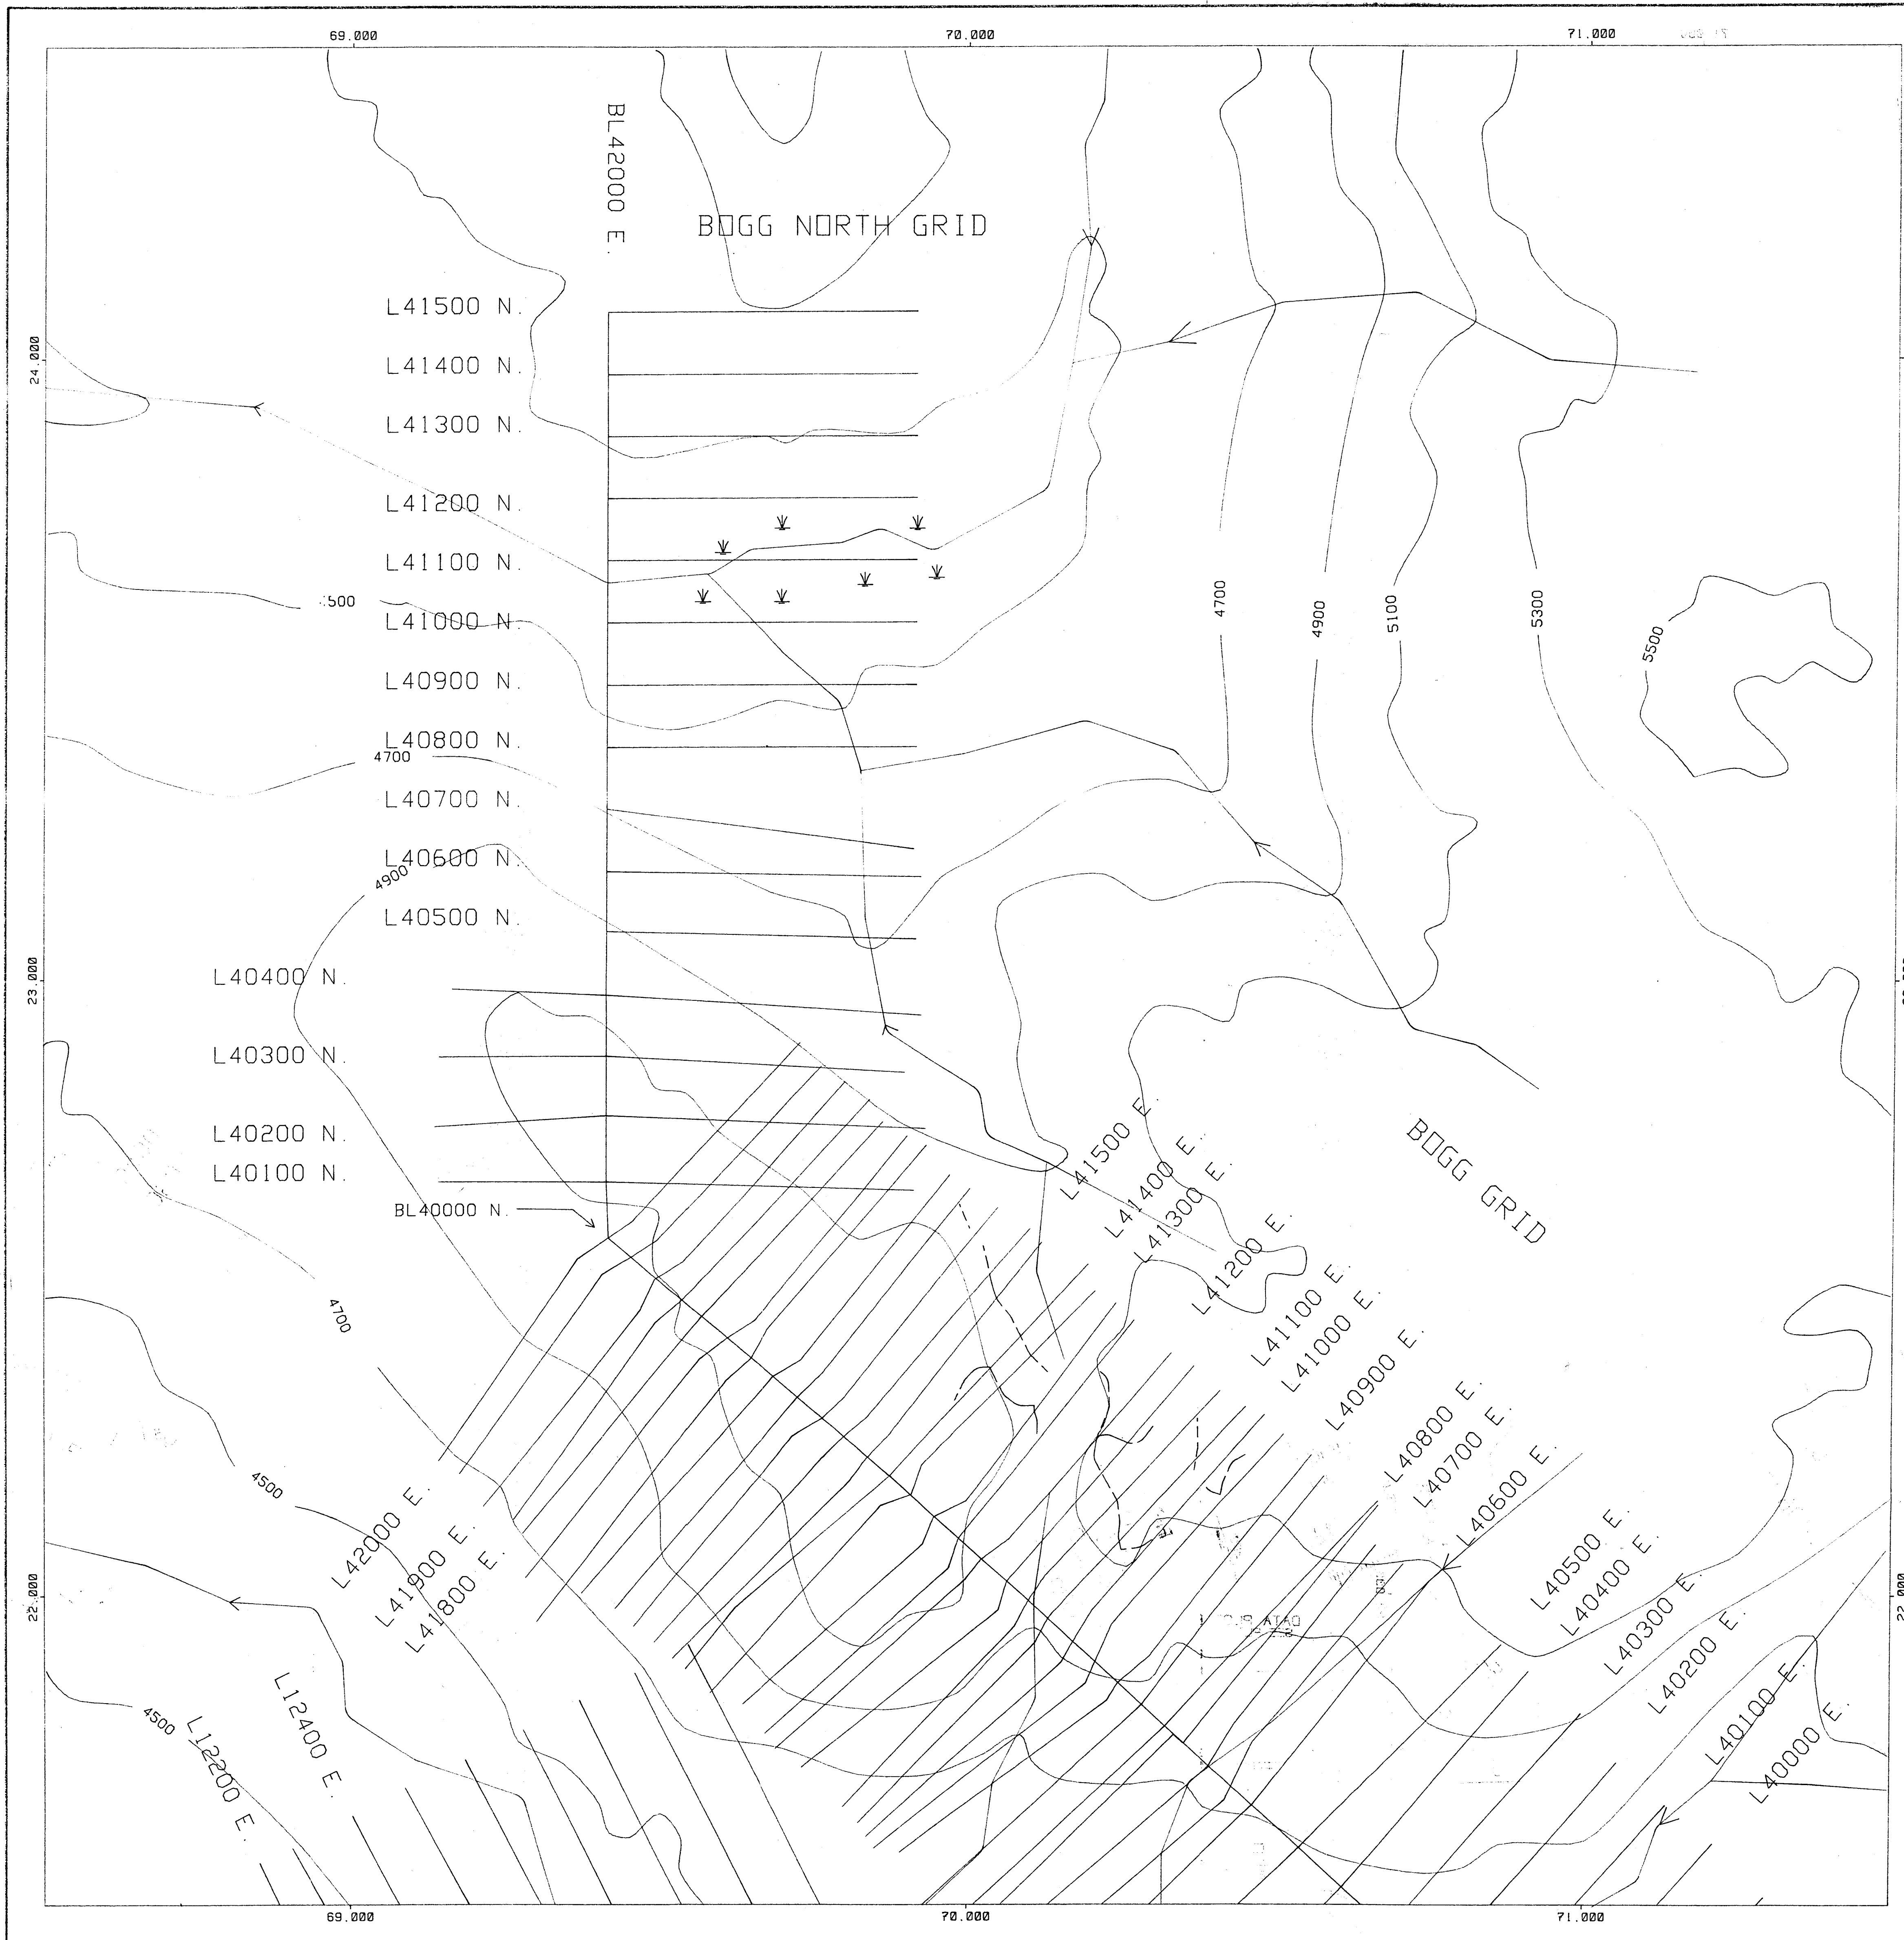 69.000
70.000
71.000
BL42000 E.
BOGG NORTH GRID
L41500 N.
24.000
L41400 N.
L41300 N.
L41200 N.
L41100 N.
L41000 N.
4700
4900
5100
5300
5500
L40900 N.
L40800 N.
4700
L40700 N.
L40600 N.
4900
L40500 N.
23.000
L40400 N.
L40300 N.
L40200 N.
L40100 N.
BL40000 N.
BOGG GRID
L41500 E.
L41400 E.
L41300 E.
L41200 E.
L41100 E.
L41000 E.
L40900 E.
L40800 E.
L40700 E.
L40600 E.
L40500 E.
L40400 E.
L40300 E.
L40200 E.
L40100 E.
L40000 E.
4700
4500
L42000 E.
L41900 E.
L41800 E.
22.000
22.000
4500
L12400 E.
L12200 E.
69.000
70.000
71.000